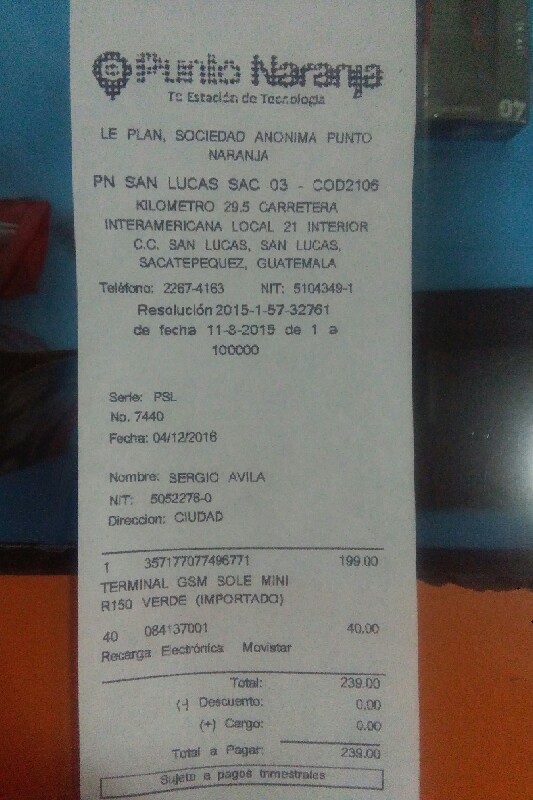 Punto Naranja
Tu Estación de Tecnología
LE PLAN, SOCIEDAD ANONIMA PUNTO
NARANJA
PN SAN LUCAS SAC 03 - COD2106
KILOMETRO 29.5 CARRETERA
INTERAMERICANA LOCAL 21 INTERIOR
C.C. SAN LUCAS, SAN LUCAS,
SACATEPEQUEZ, GUATEMALA
Teléfono: 2267-4163 NIT: 5104349-1
Resolución 2015-1-57-32761
de fecha 11-8-2015 de 1 a
100000
Serie: PSL
No. 7440
Fecha: 04/12/2016
Nombre: SERGIO AVILA
NIT: 5052276-0
Direccion: CIUDAD
1 357177077496771 199.00
TERMINAL GSM SOLE MINI
R150 VERDE (IMPORTADO)
40 084137001 40.00
Recarga Electrónica Movistar
Total: 239.00
(-) Descuento: 0.00
(+) Cargo: 0.00
Total a Pagar: 239.00
Sujeto a pagos trimestrales
07